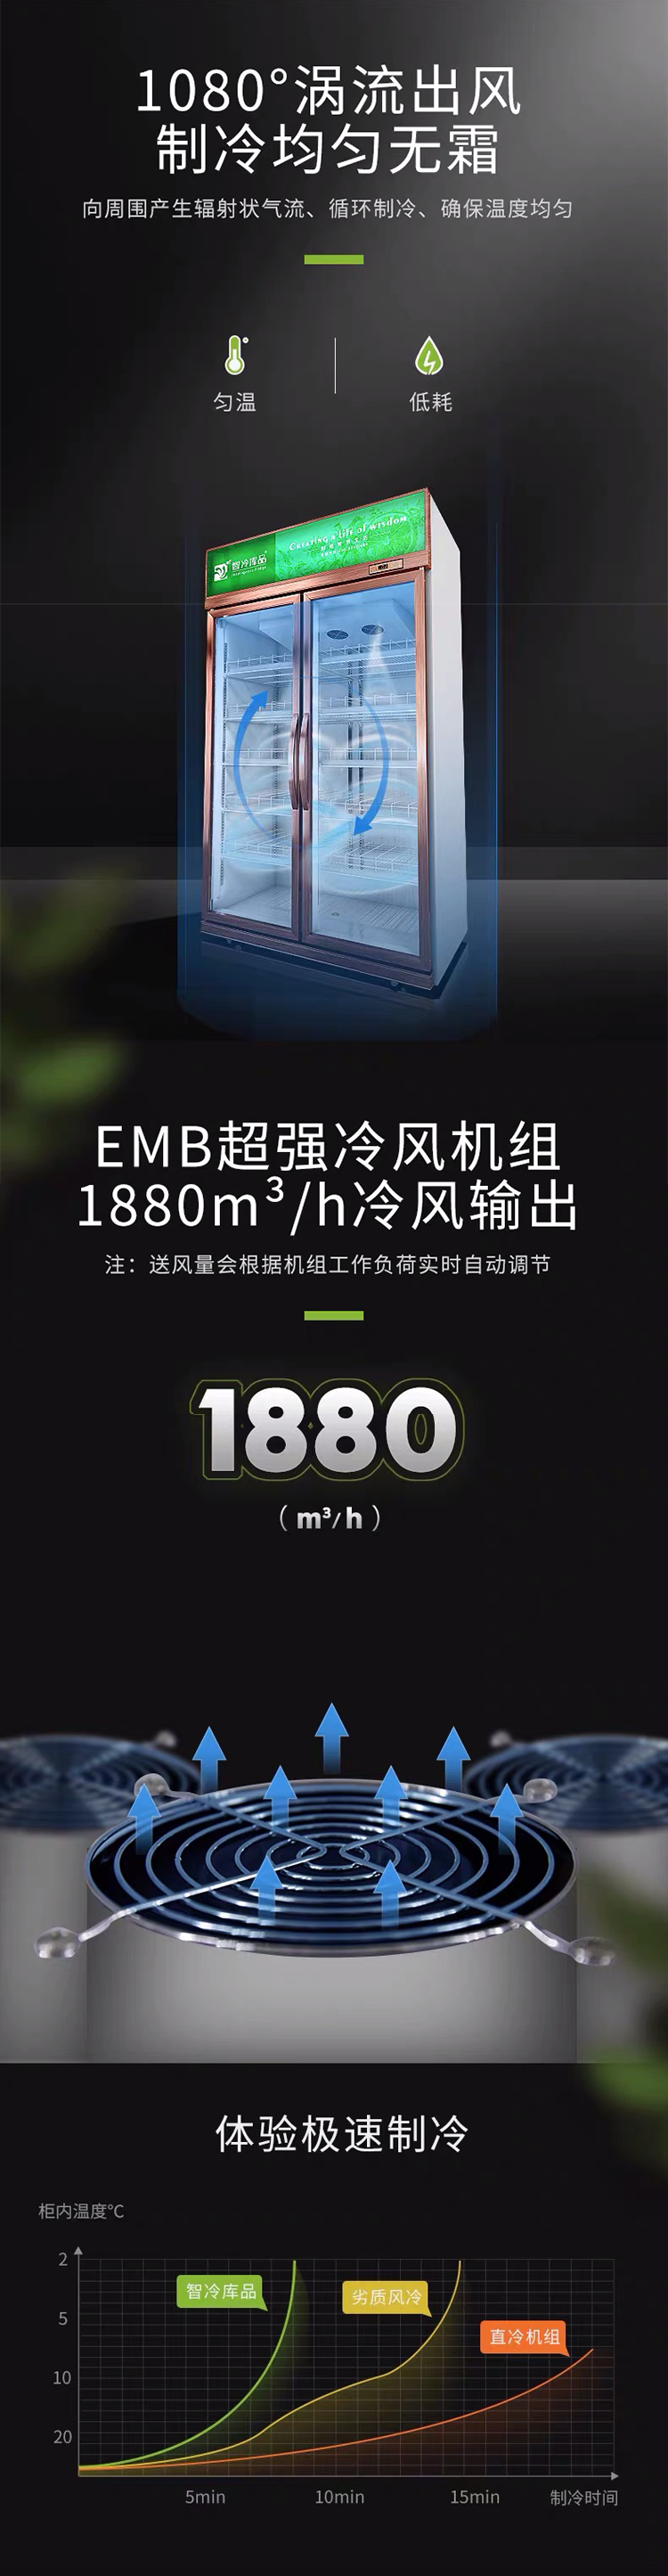 1080°涡流出风
制冷均匀无霜
向周围产生辐射状气流、循环制冷、确保温度均匀
匀温
低耗
智冷库品
Creating a life of wisdom
EMB超强冷风机组
1880m³/h冷风输出
注：送风量会根据机组工作负荷实时自动调节
1880
（m³/h）
体验极速制冷
柜内温度℃
2
5
10
20
智冷库品
劣质风冷
直冷机组
5min
10min
15min
制冷时间